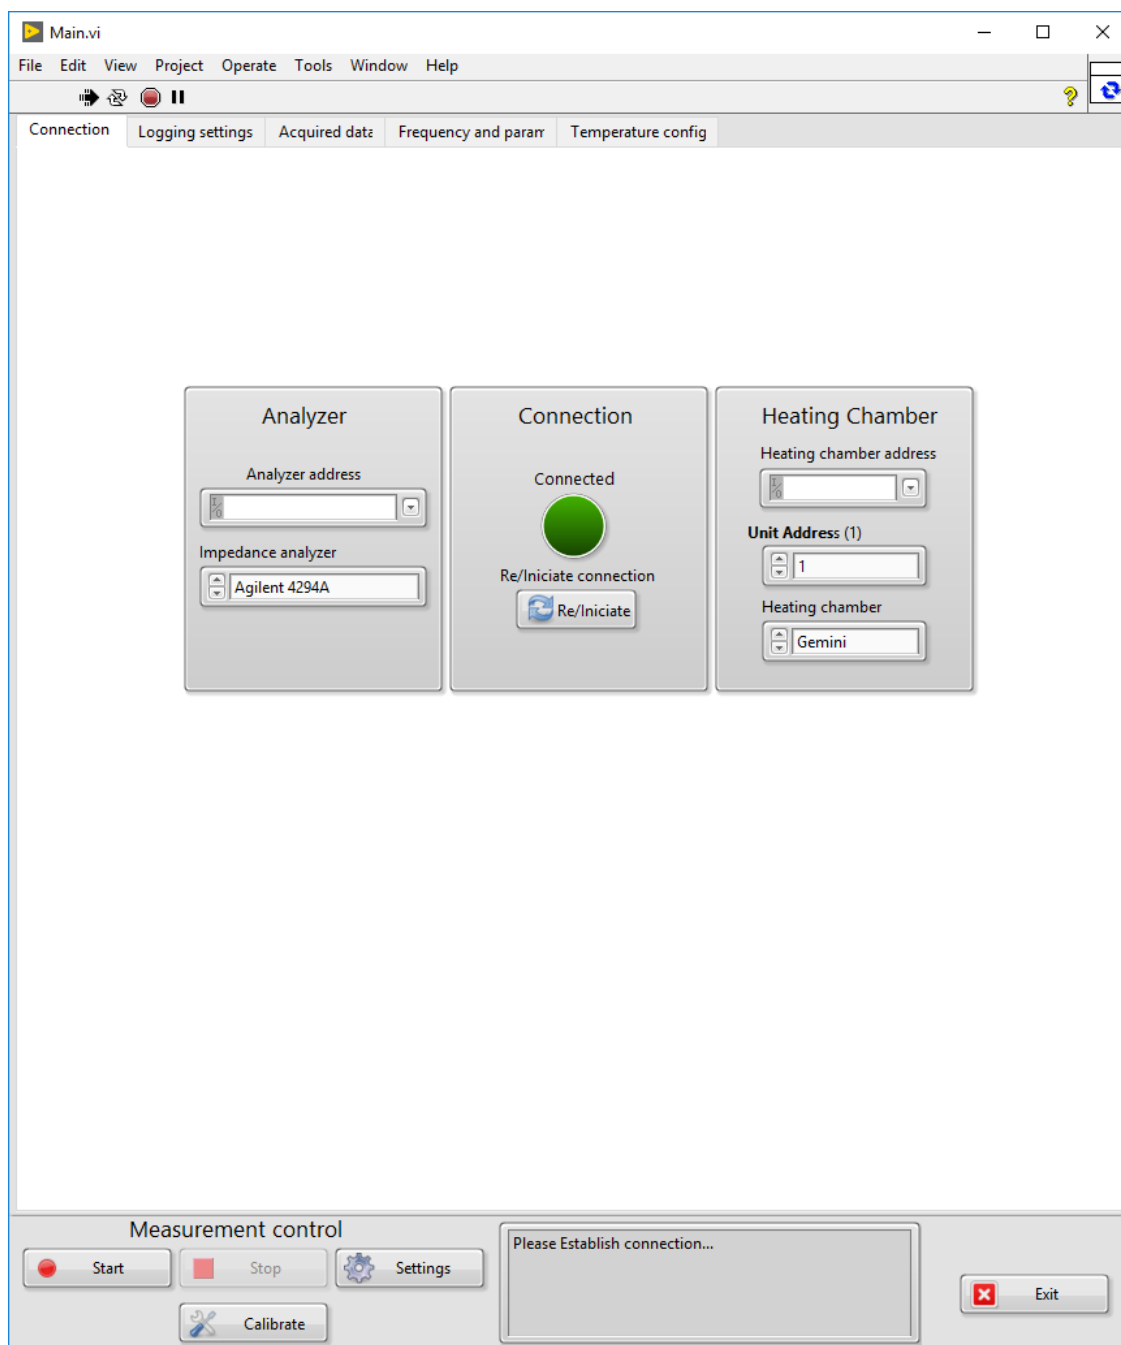 Main.vi
File Edit View Project Operate Tools Window Help
Connection Logging settings Acquired data Frequency and param Temperature config
Analyzer
Analyzer address
Impedance analyzer
Agilent 4294A
Connection
Connected
Re/Iniciate connection
Re/Iniciate
Heating Chamber
Heating chamber address
Unit Address (1)
1
Heating chamber
Gemini
Measurement control
Start Stop Settings
Calibrate
Please Establish connection...
Exit